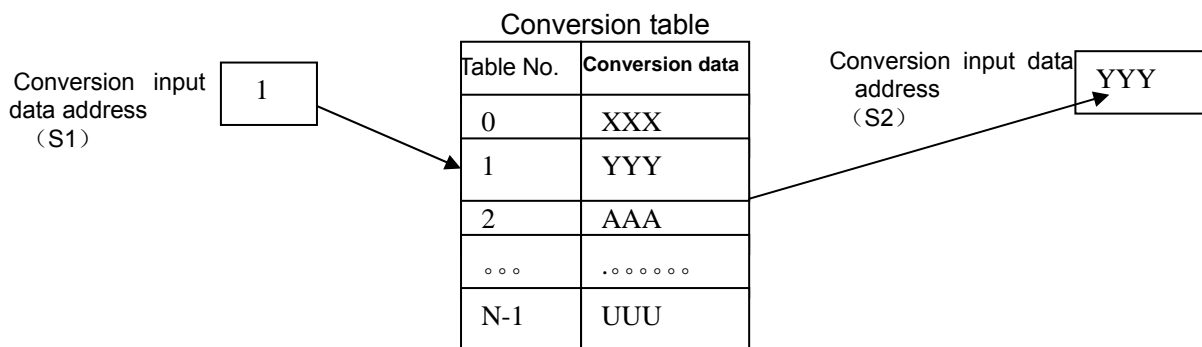 Conversion table
Conversion input
data address
（S1）
1
Table No. Conversion data
0 XXX
1 YYY
2 AAA
∘∘∘ .∘∘∘∘∘∘
N-1 UUU
Conversion input data
address
（S2）
YYY